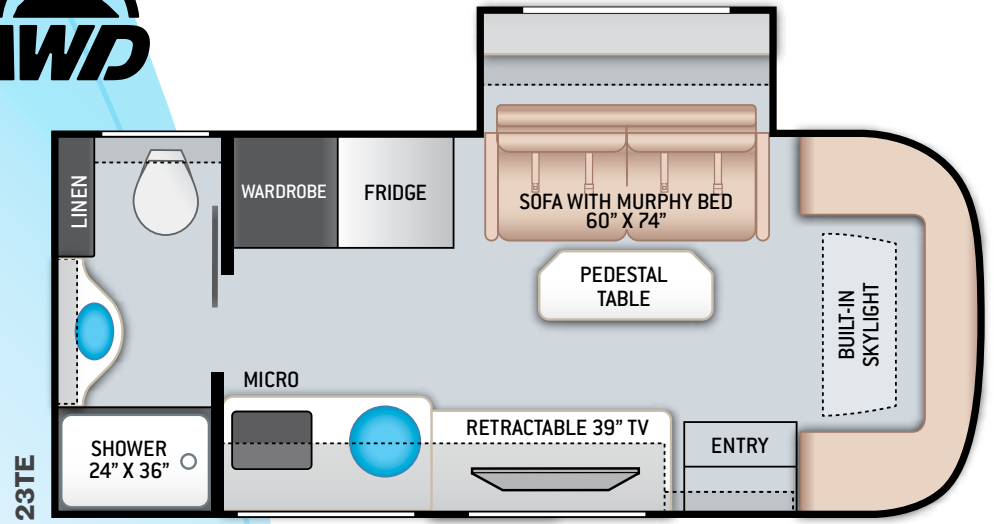 AWD
LINEN
WARDROBE
FRIDGE
SOFA WITH MURPHY BED
60” X 74”
PEDESTAL
TABLE
BUILT-IN
SKYLIGHT
MICRO
RETRACTABLE 39” TV
ENTRY
SHOWER
24” X 36”
23TE